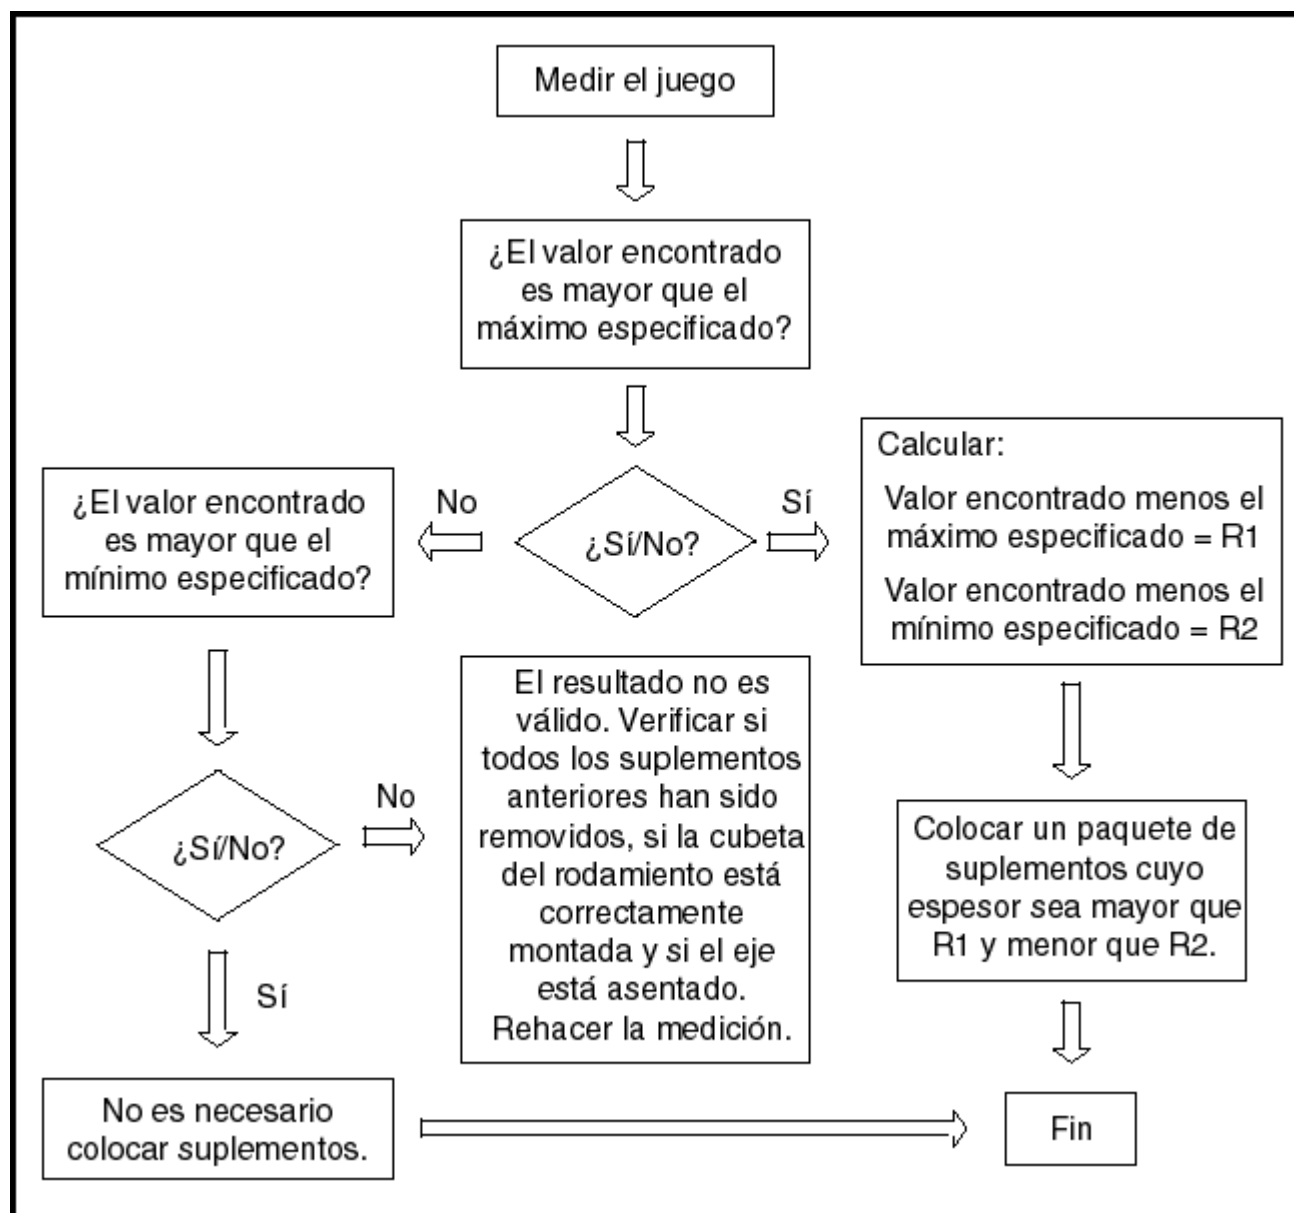 Medir el juego
¿El valor encontrado
es mayor que el
máximo especificado?
¿Sí/No?
No
Sí
Calcular:
Valor encontrado menos el
máximo especificado = R1
Valor encontrado menos el
mínimo especificado = R2
¿El valor encontrado
es mayor que el
mínimo especificado?
¿Sí/No?
No
Sí
El resultado no es
válido. Verificar si
todos los suplementos
anteriores han sido
removidos, si la cubeta
del rodamiento está
correctamente
montada y si el eje
está asentado.
Rehacer la medición.
Colocar un paquete de
suplementos cuyo
espesor sea mayor que
R1 y menor que R2.
No es necesario
colocar suplementos.
Fin